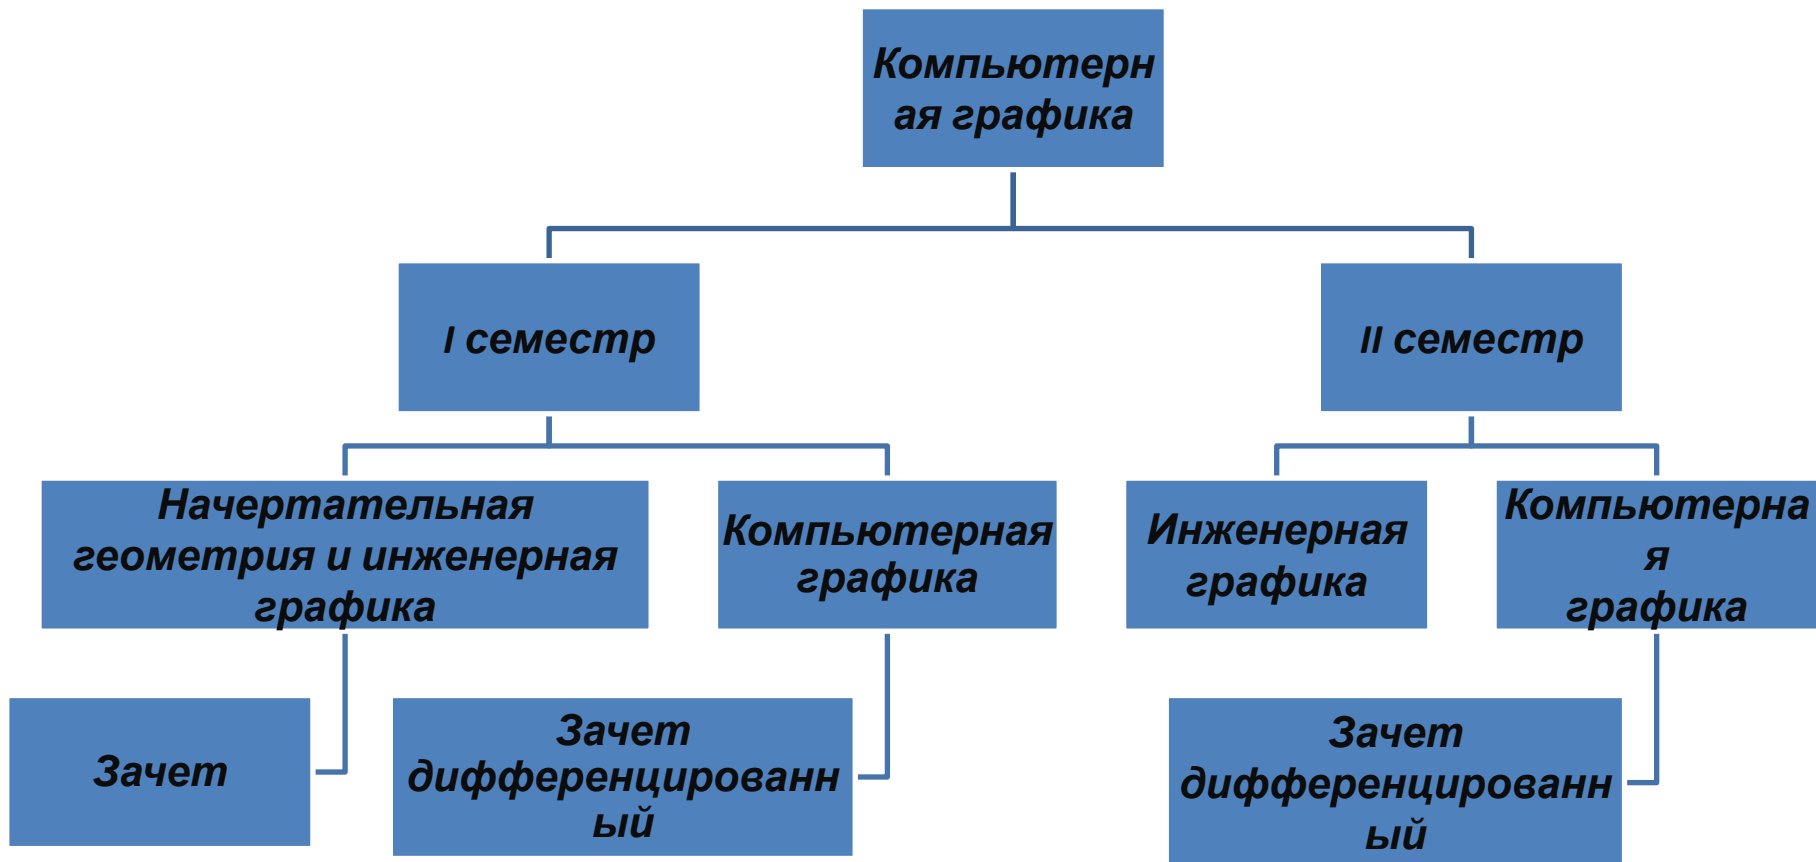 Компьютерн
ая графика
I семестр
II семестр
Начертательная
геометрия и инженерная
графика
Компьютерная
графика
Инженерная
графика
Компьютерна
я
графика
Зачет
Зачет
дифференцированн
ый
Зачет
дифференцированн
ый